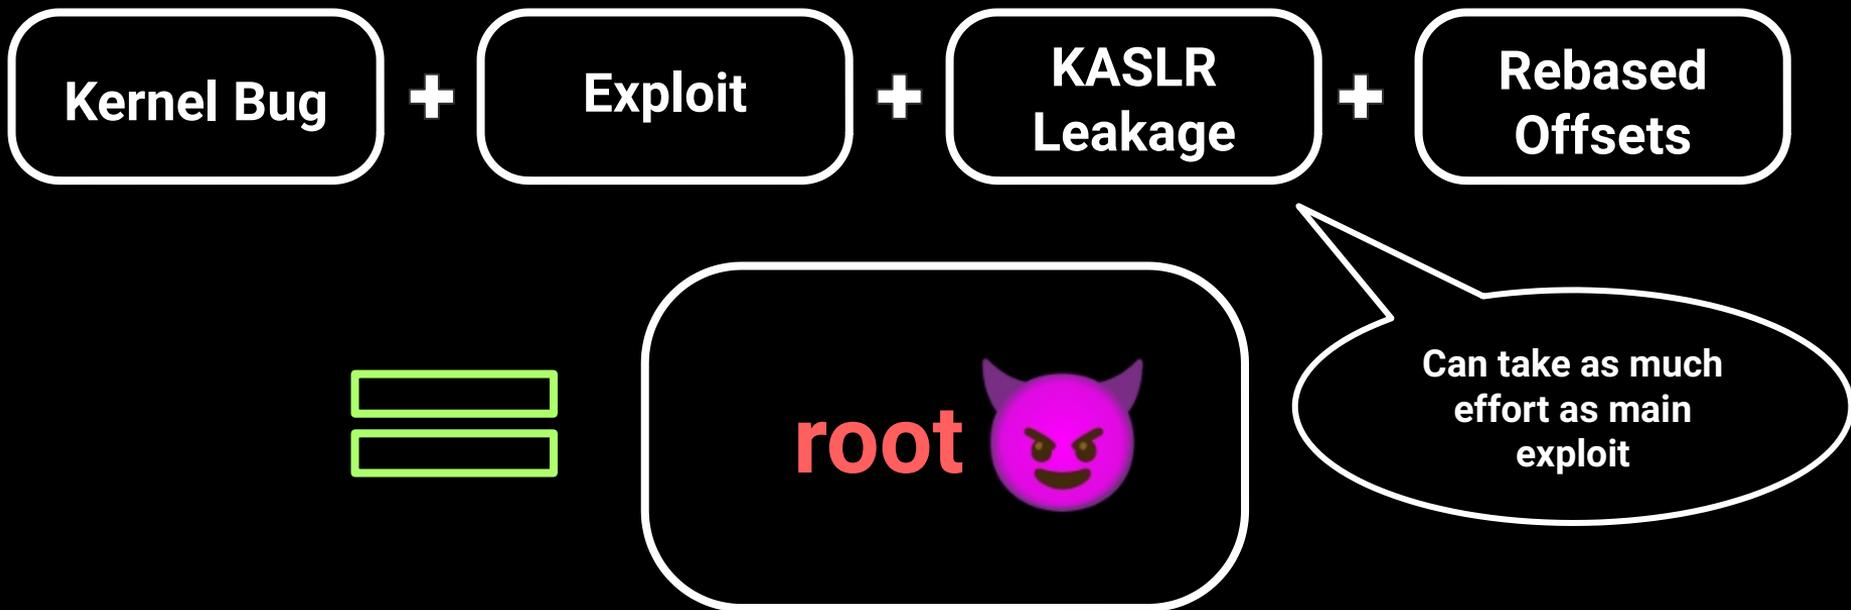 Kernel Bug
+
Exploit
+
KASLR
Leakage
+
Rebased
Offsets
root
Can take as much
effort as main
exploit